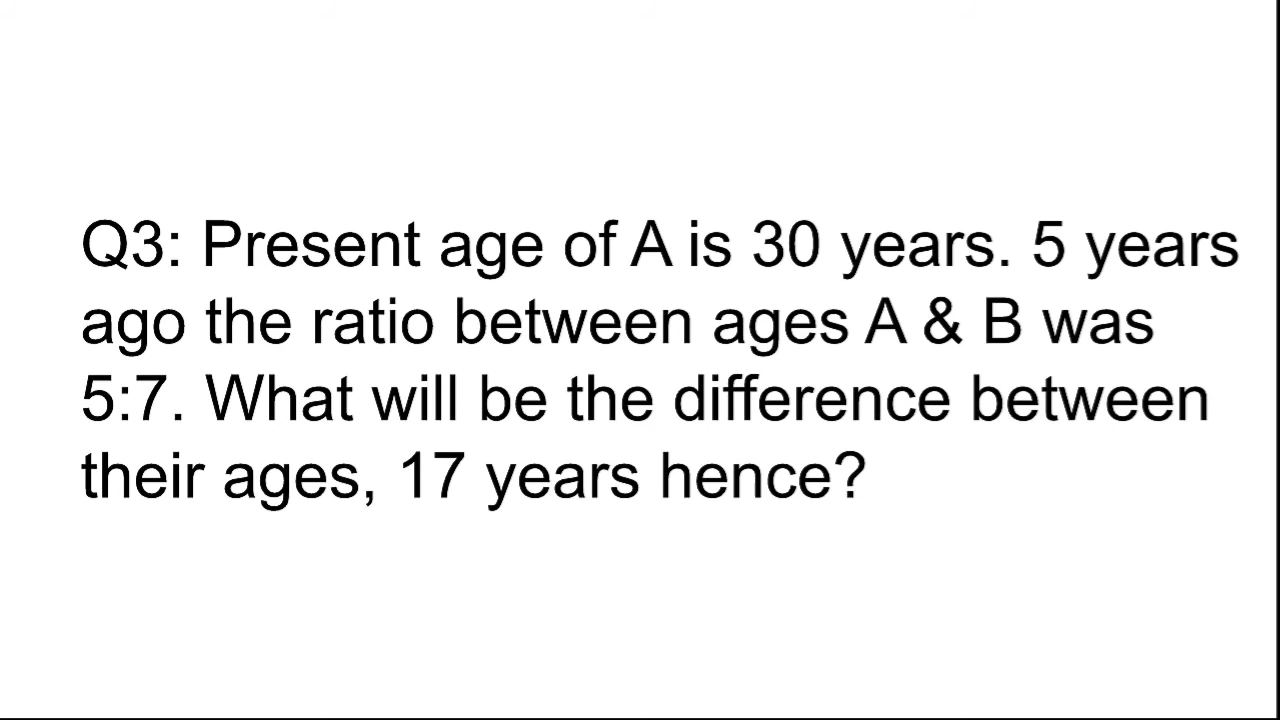 Q3: Present age of A is 30 years. 5 years
ago the ratio between ages A & B was
5:7. What will be the difference between
their ages, 17 years hence?